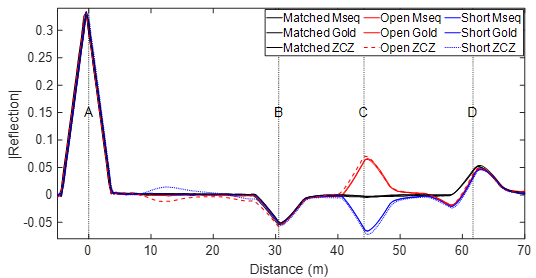 Matched Mseq Open Mseq Short Mseq
Matched Gold Open Gold Short Gold
Matched ZCZ Open ZCZ Short ZCZ
0.3
0.25
0.2
0.15
0.1
0.05
0
-0.05
|Reflection|
A B C D
0 10 20 30 40 50 60 70
Distance (m)